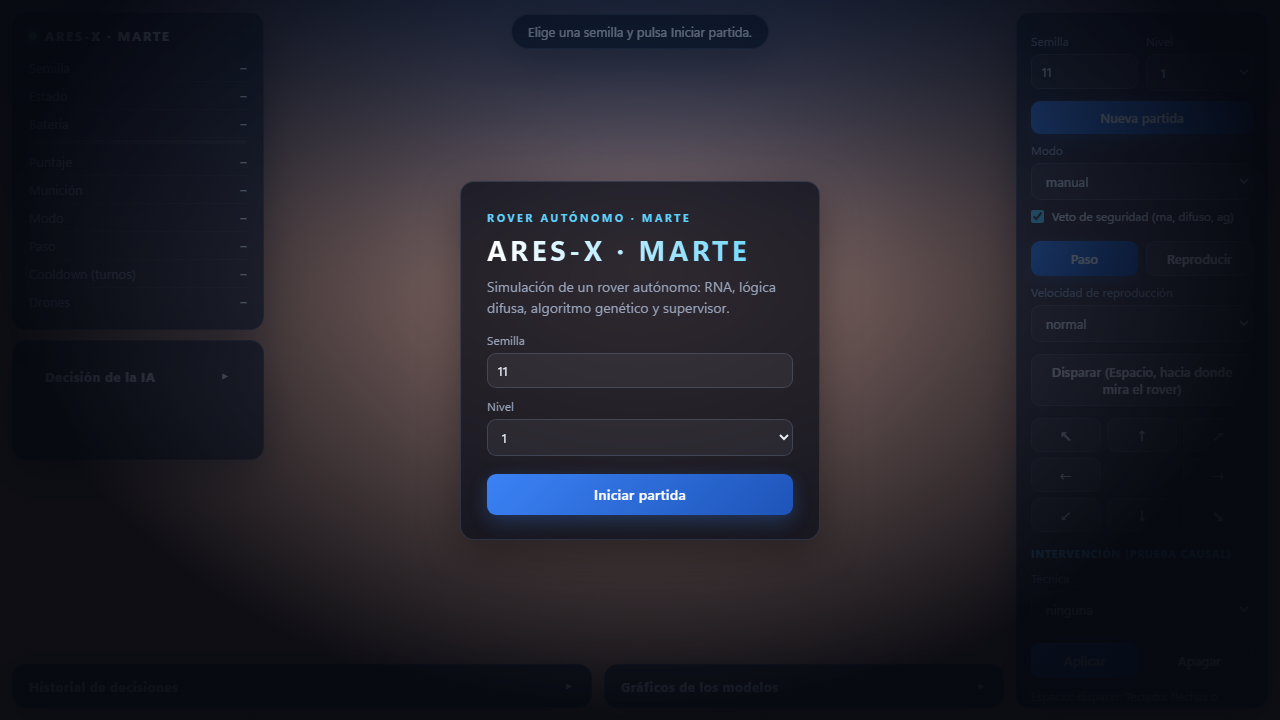 ARES-X · MARTE
Semilla –
Estado –
Batería –
Puntaje –
Munición –
Modo –
Paso –
Cooldown (turnos) –
Drones –
Decisión de la IA ▸
Elige una semilla y pulsa Iniciar partida.
ROVER AUTÓNOMO · MARTE
ARES-X · MARTE
Simulación de un rover autónomo: RNA, lógica
difusa, algoritmo genético y supervisor.
Semilla
11
Nivel
1
Iniciar partida
Semilla Nivel
11 1
Nueva partida
Modo
manual
Veto de seguridad (rna, difuso, ag)
Paso Reproducir
Velocidad de reproducción
normal
Disparar (Espacio, hacia donde
mira el rover)
↖ ↑ ↗
← →
↙ ↓ ↘
INTERVENCIÓN (PRUEBA CAUSAL)
Técnica
ninguna
Aplicar Apagar
Historial de decisiones ▸
Gráficos de los modelos ▸